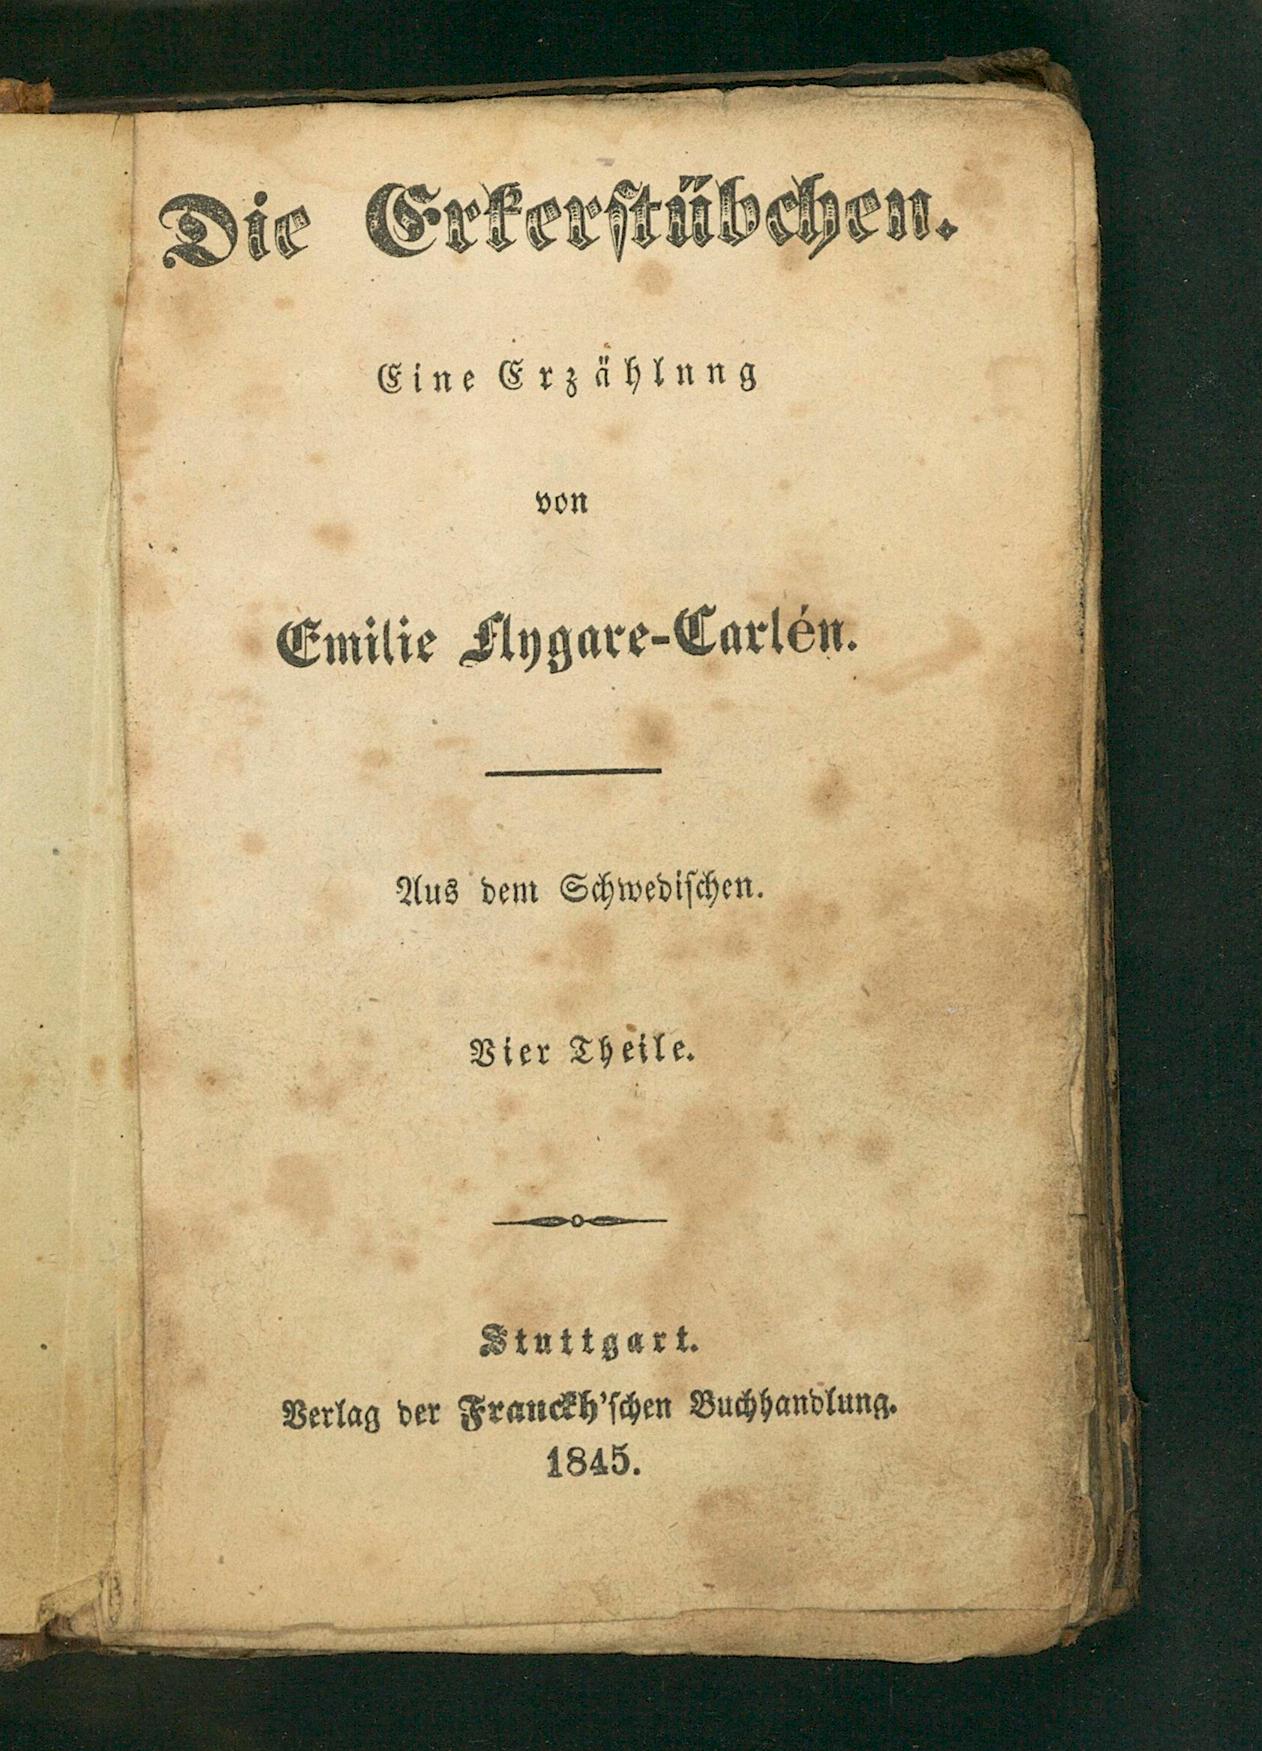 Die Erkerſtübchen.
Eine Erzählnng
von
Emilie Flygare-Carlén.
Aus dem Schwediſchen.
Vier Theile.
Stuttgart.
Verlag der Franckh'ſchen Buchhandlung.
1845.